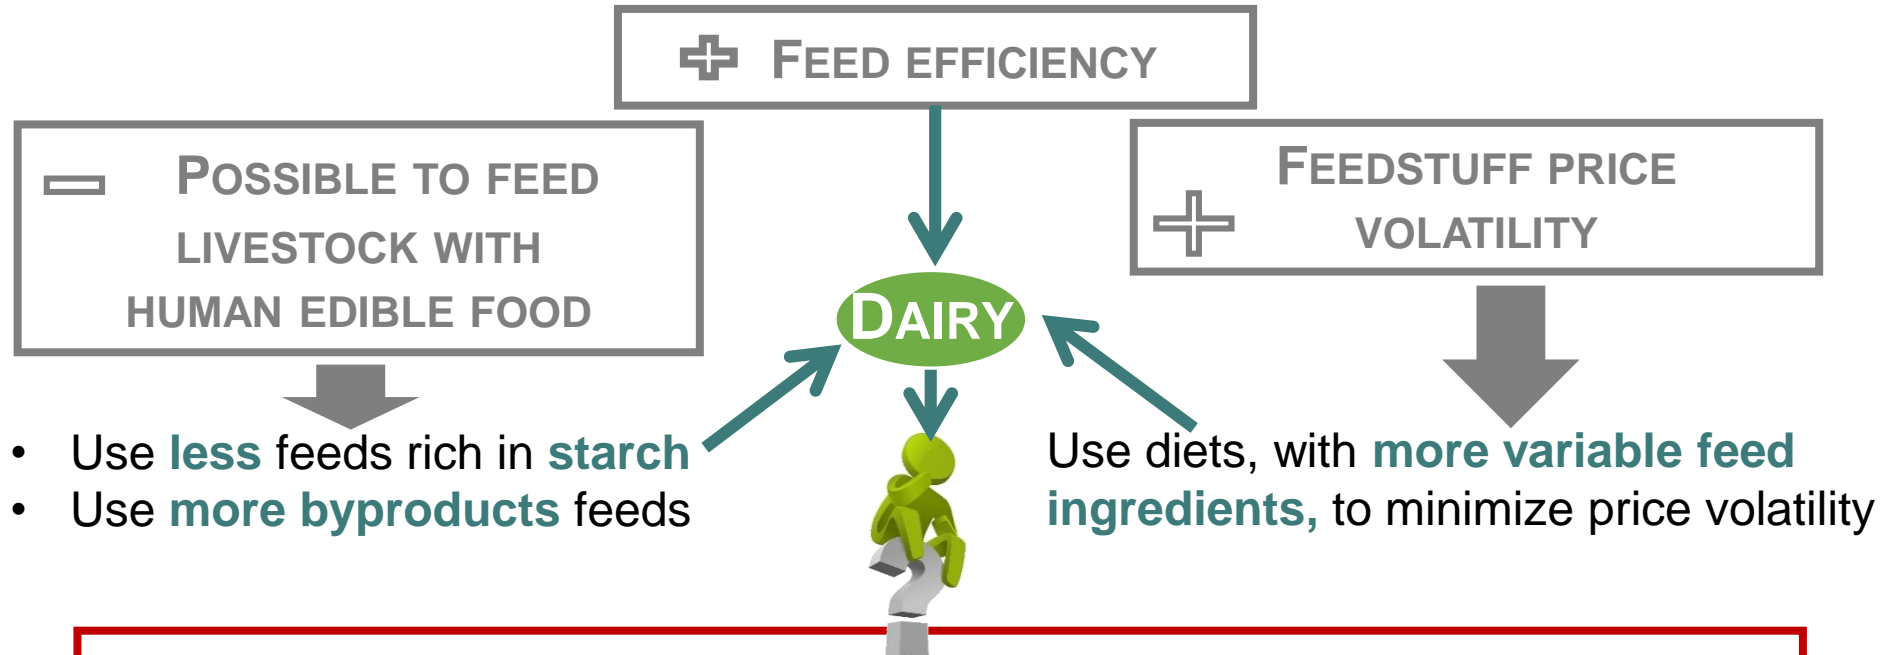 FEED EFFICIENCY
POSSIBLE TO FEED
LIVESTOCK WITH
HUMAN EDIBLE FOOD
FEEDSTUFF PRICE
VOLATILITY
DAIRY
• Use less feeds rich in starch
• Use more byproducts feeds
Use diets, with more variable feed
ingredients, to minimize price volatility